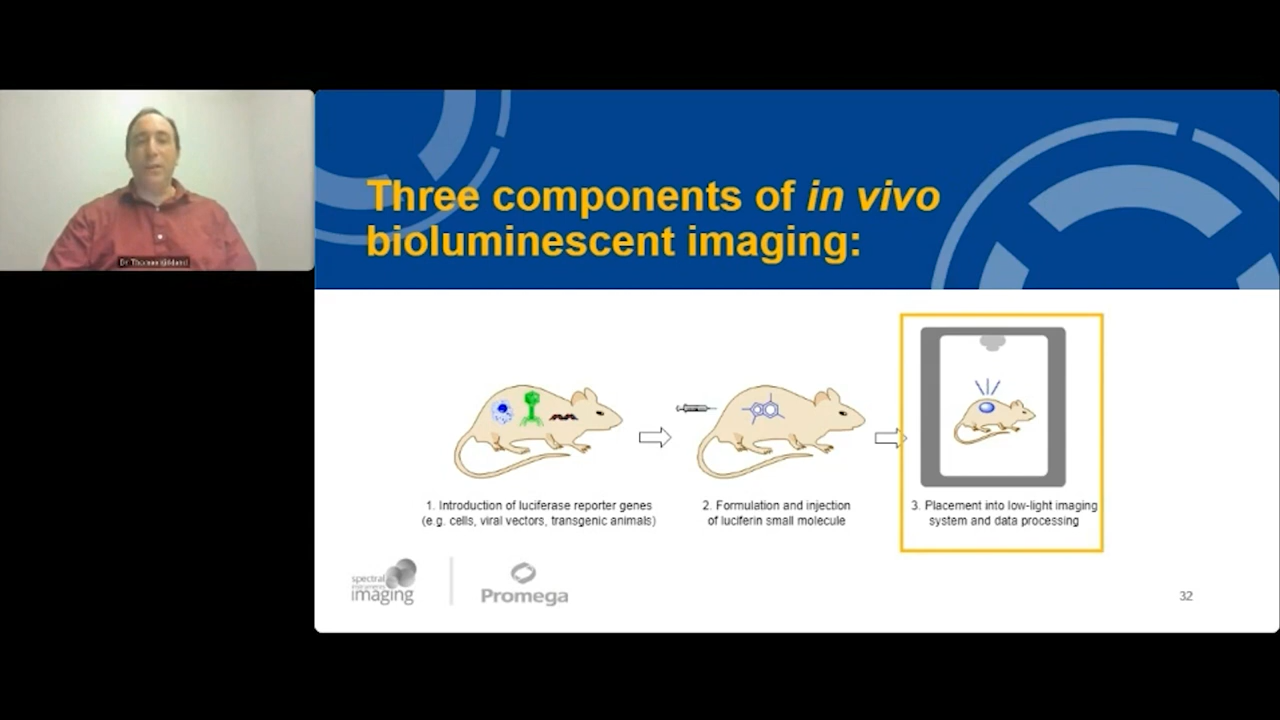 Three components of in vivo
bioluminescent imaging:
1. Introduction of luciferase reporter genes
(e.g. cells, viral vectors, transgenic animals)
2. Formulation and injection
of luciferin small molecule
3. Placement into low-light imaging
system and data processing
spectral
instruments
imaging
Promega
32
Dr. Thomas